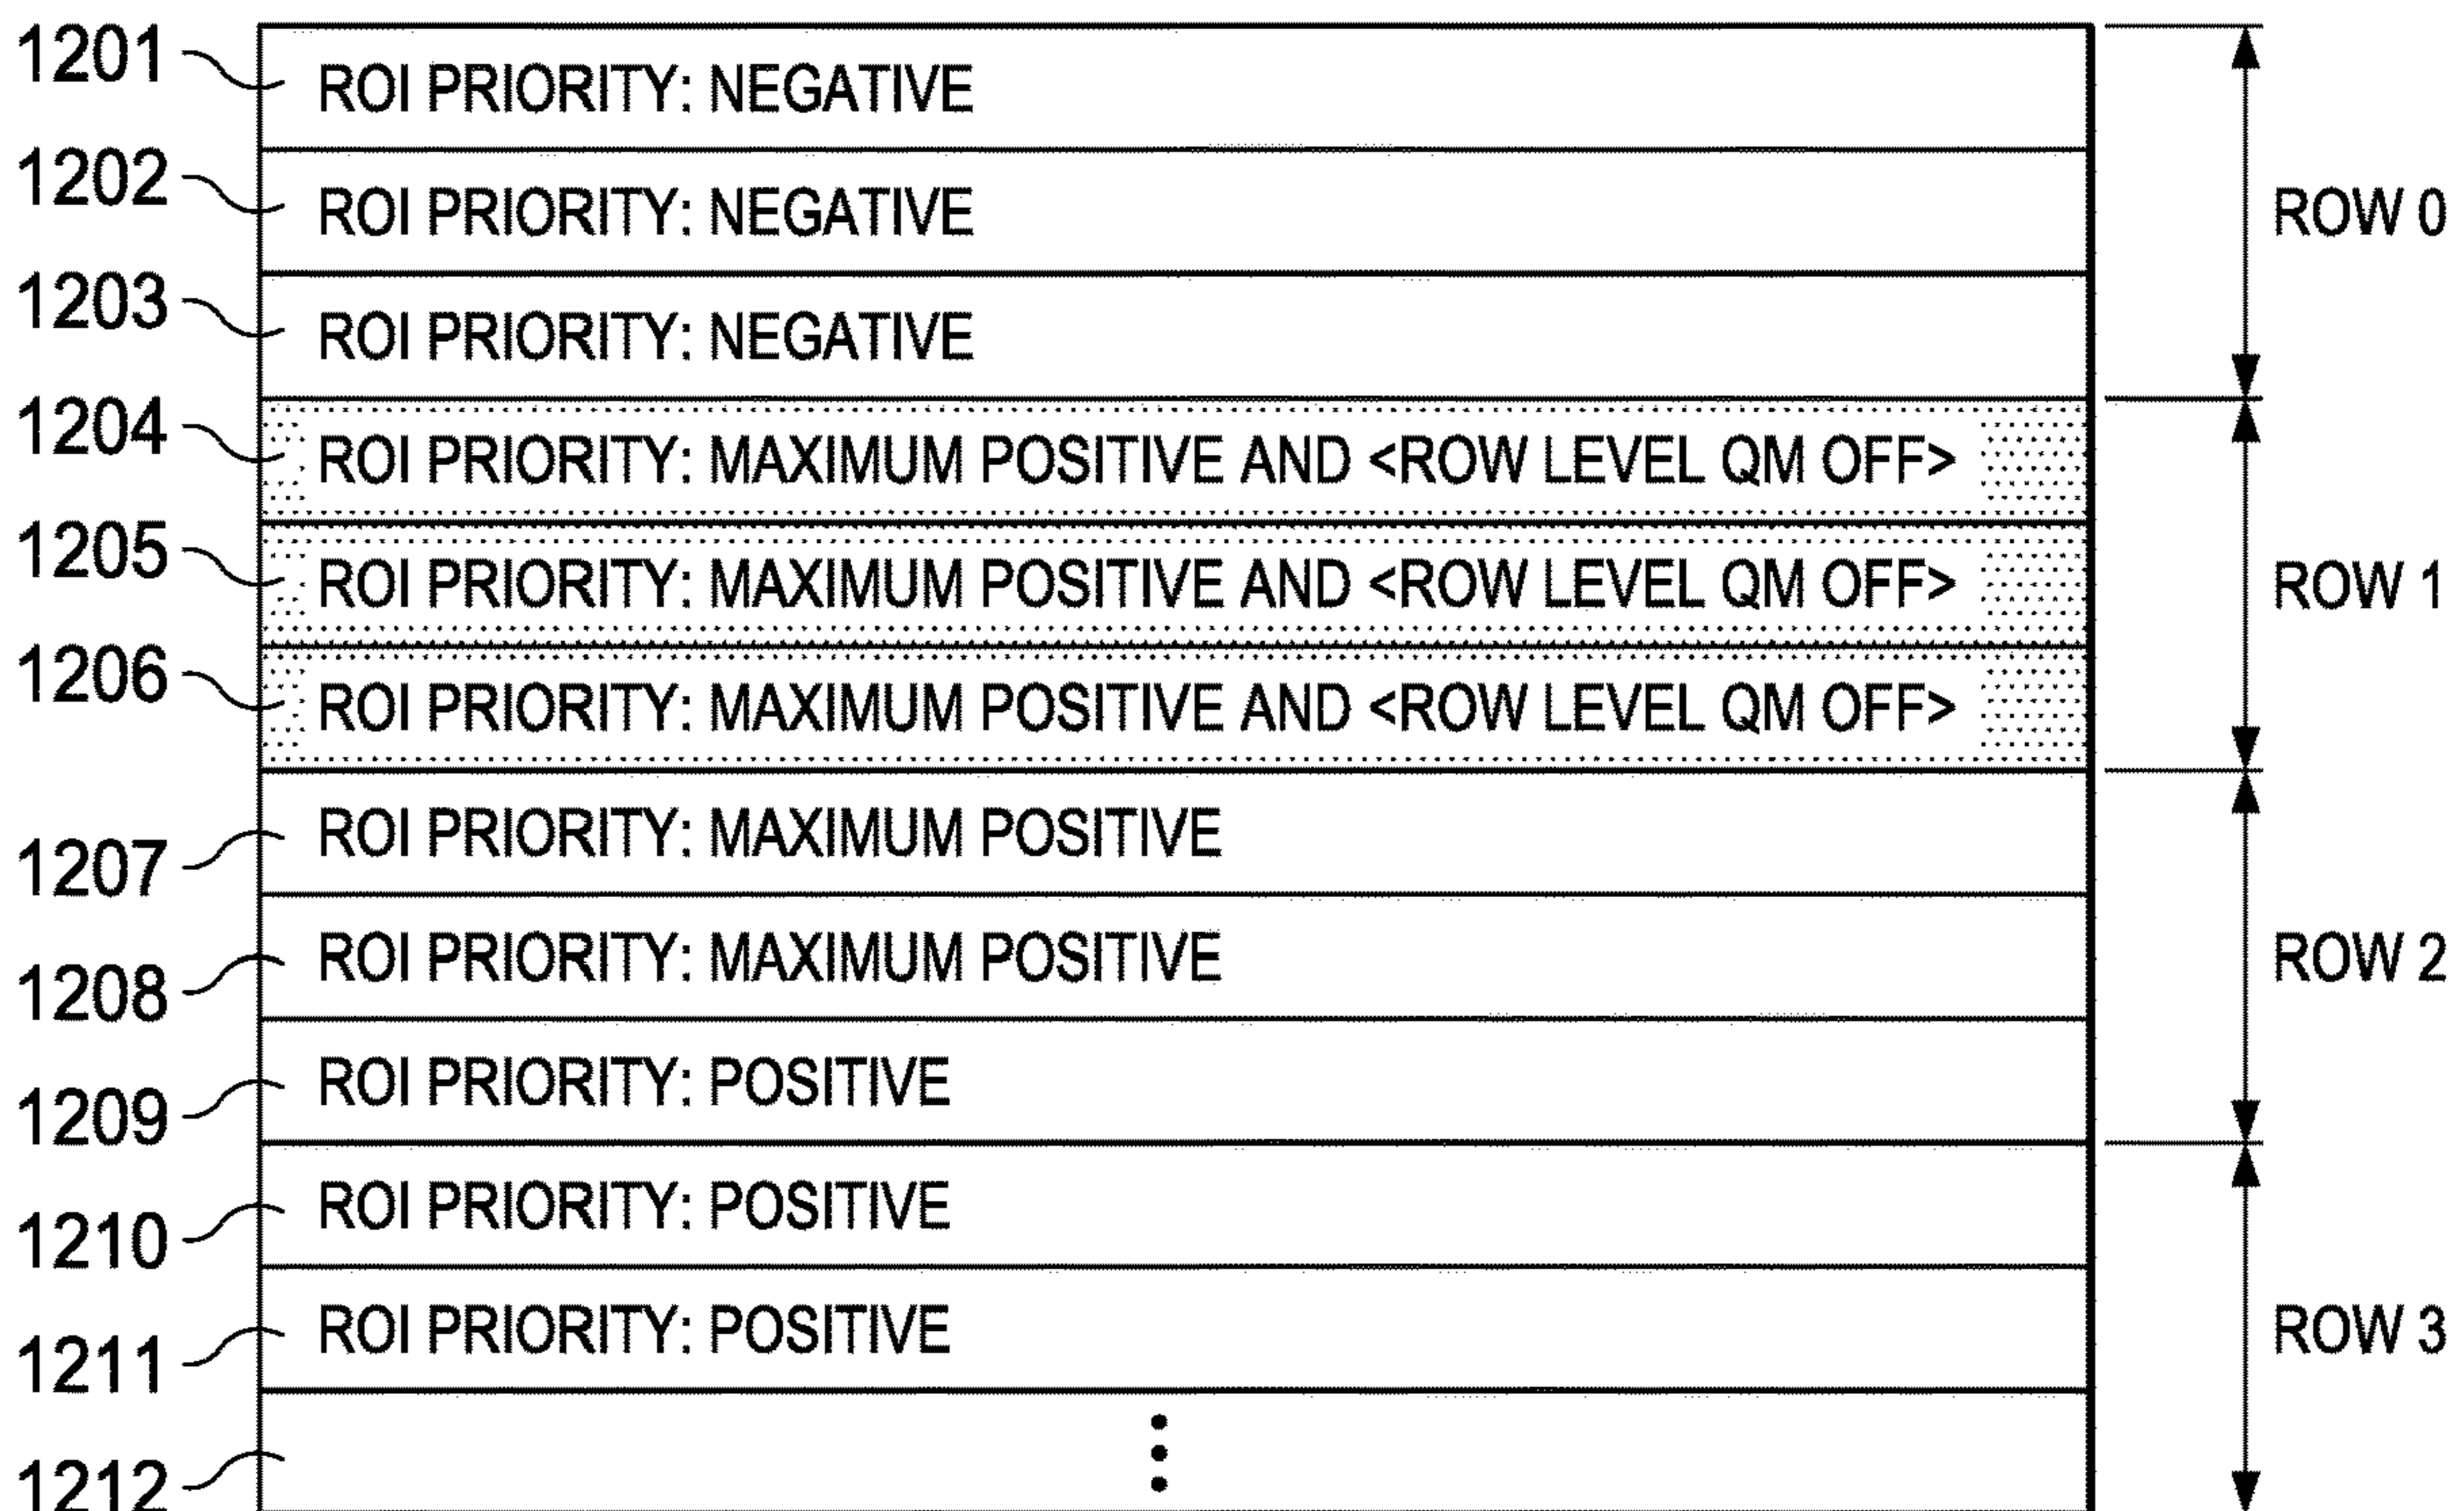 1201 ROI PRIORITY: NEGATIVE
1202 ROI PRIORITY: NEGATIVE ROW 0
1203 ROI PRIORITY: NEGATIVE
1204 ROI PRIORITY: MAXIMUM POSITIVE AND <ROW LEVEL QM OFF>
1205 ROI PRIORITY: MAXIMUM POSITIVE AND <ROW LEVEL QM OFF> ROW 1
1206 ROI PRIORITY: MAXIMUM POSITIVE AND <ROW LEVEL QM OFF>
1207 ROI PRIORITY: MAXIMUM POSITIVE
1208 ROI PRIORITY: MAXIMUM POSITIVE ROW 2
1209 ROI PRIORITY: POSITIVE
1210 ROI PRIORITY: POSITIVE
1211 ROI PRIORITY: POSITIVE ROW 3
1212